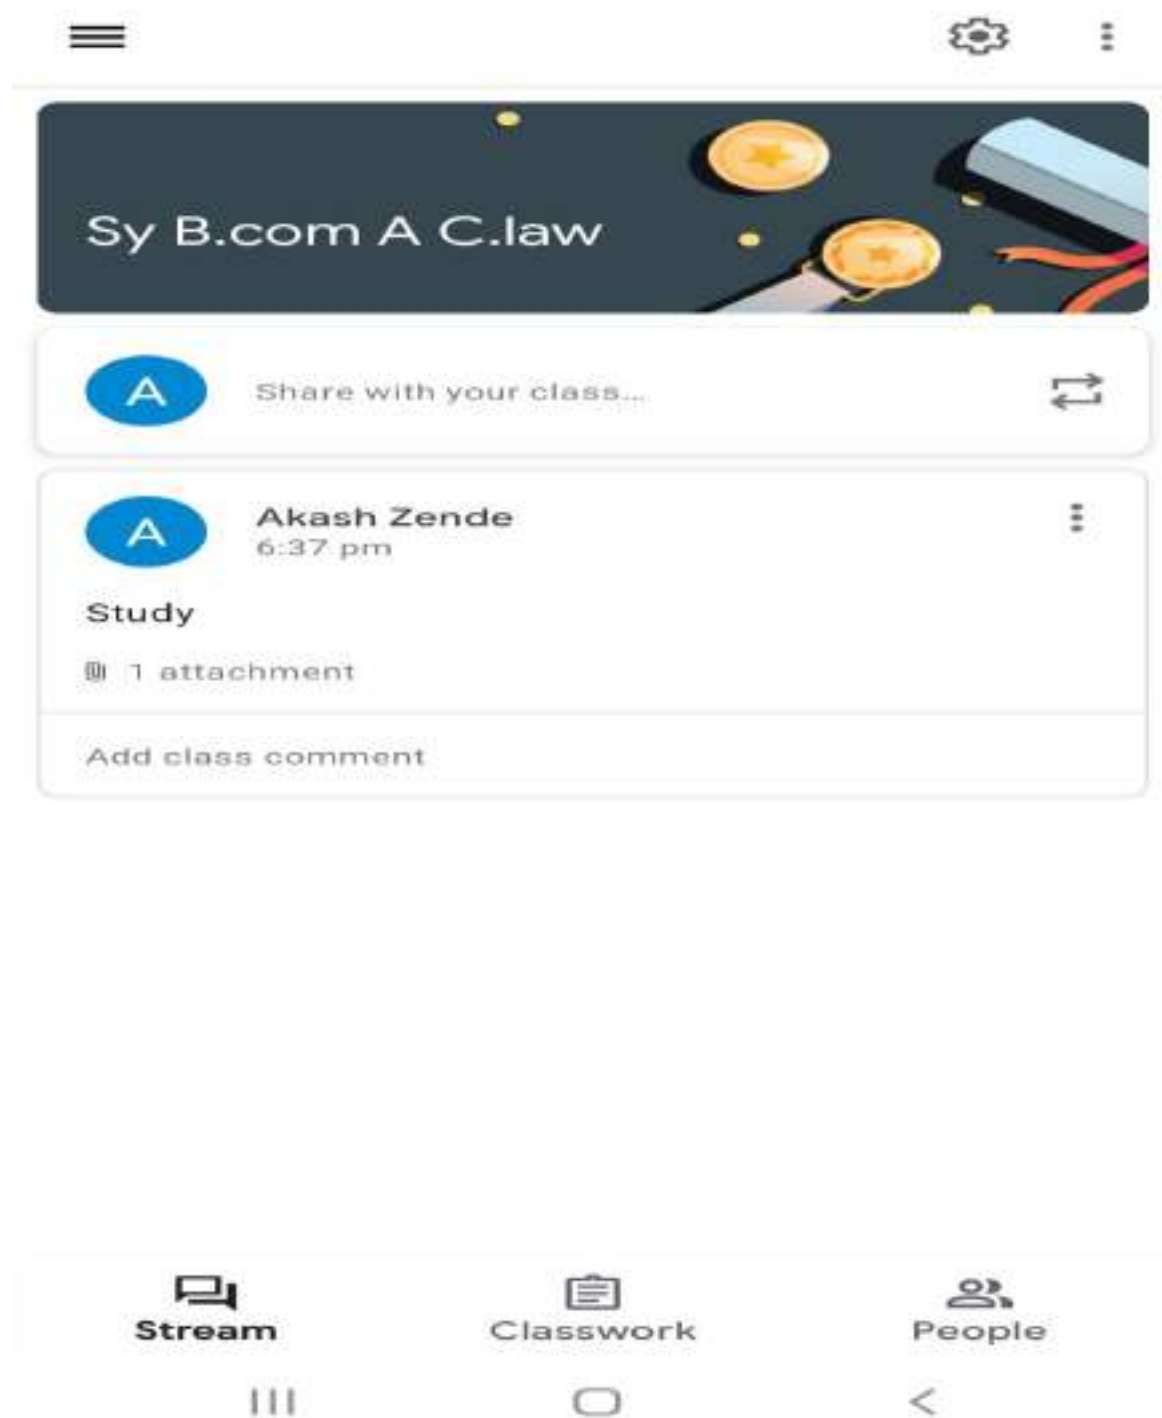 Sy B.com A C.law
A
Share with your class...
A
Akash Zende
6:37 pm
Study
1 attachment
Add class comment
Stream
Classwork
People